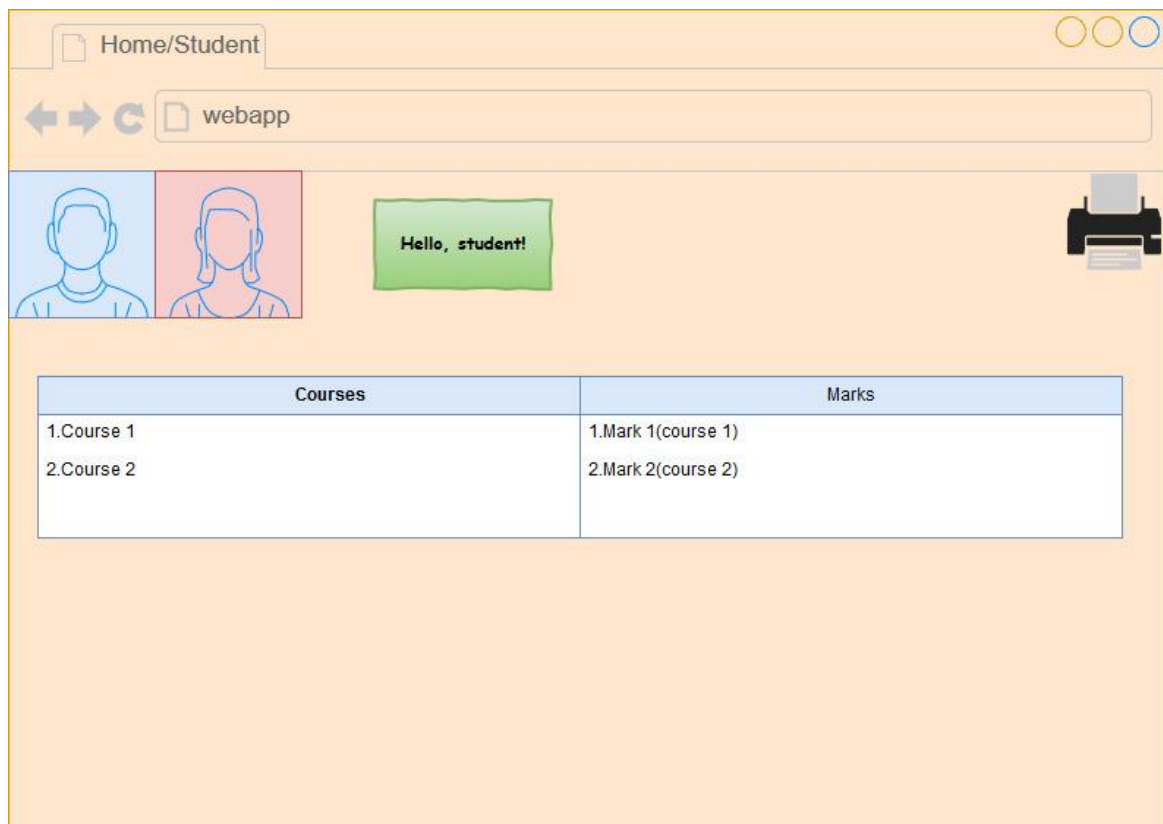 Home/Student
webapp
Hello, student!
Courses
Marks
1.Course 1
1.Mark 1(course 1)
2.Course 2
2.Mark 2(course 2)